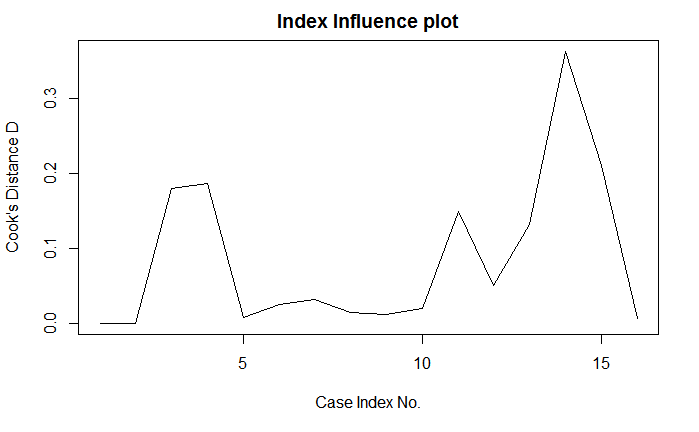 Index Influence plot
Cook's Distance D
0.3
0.2
0.1
0.0
5 10 15
Case Index No.